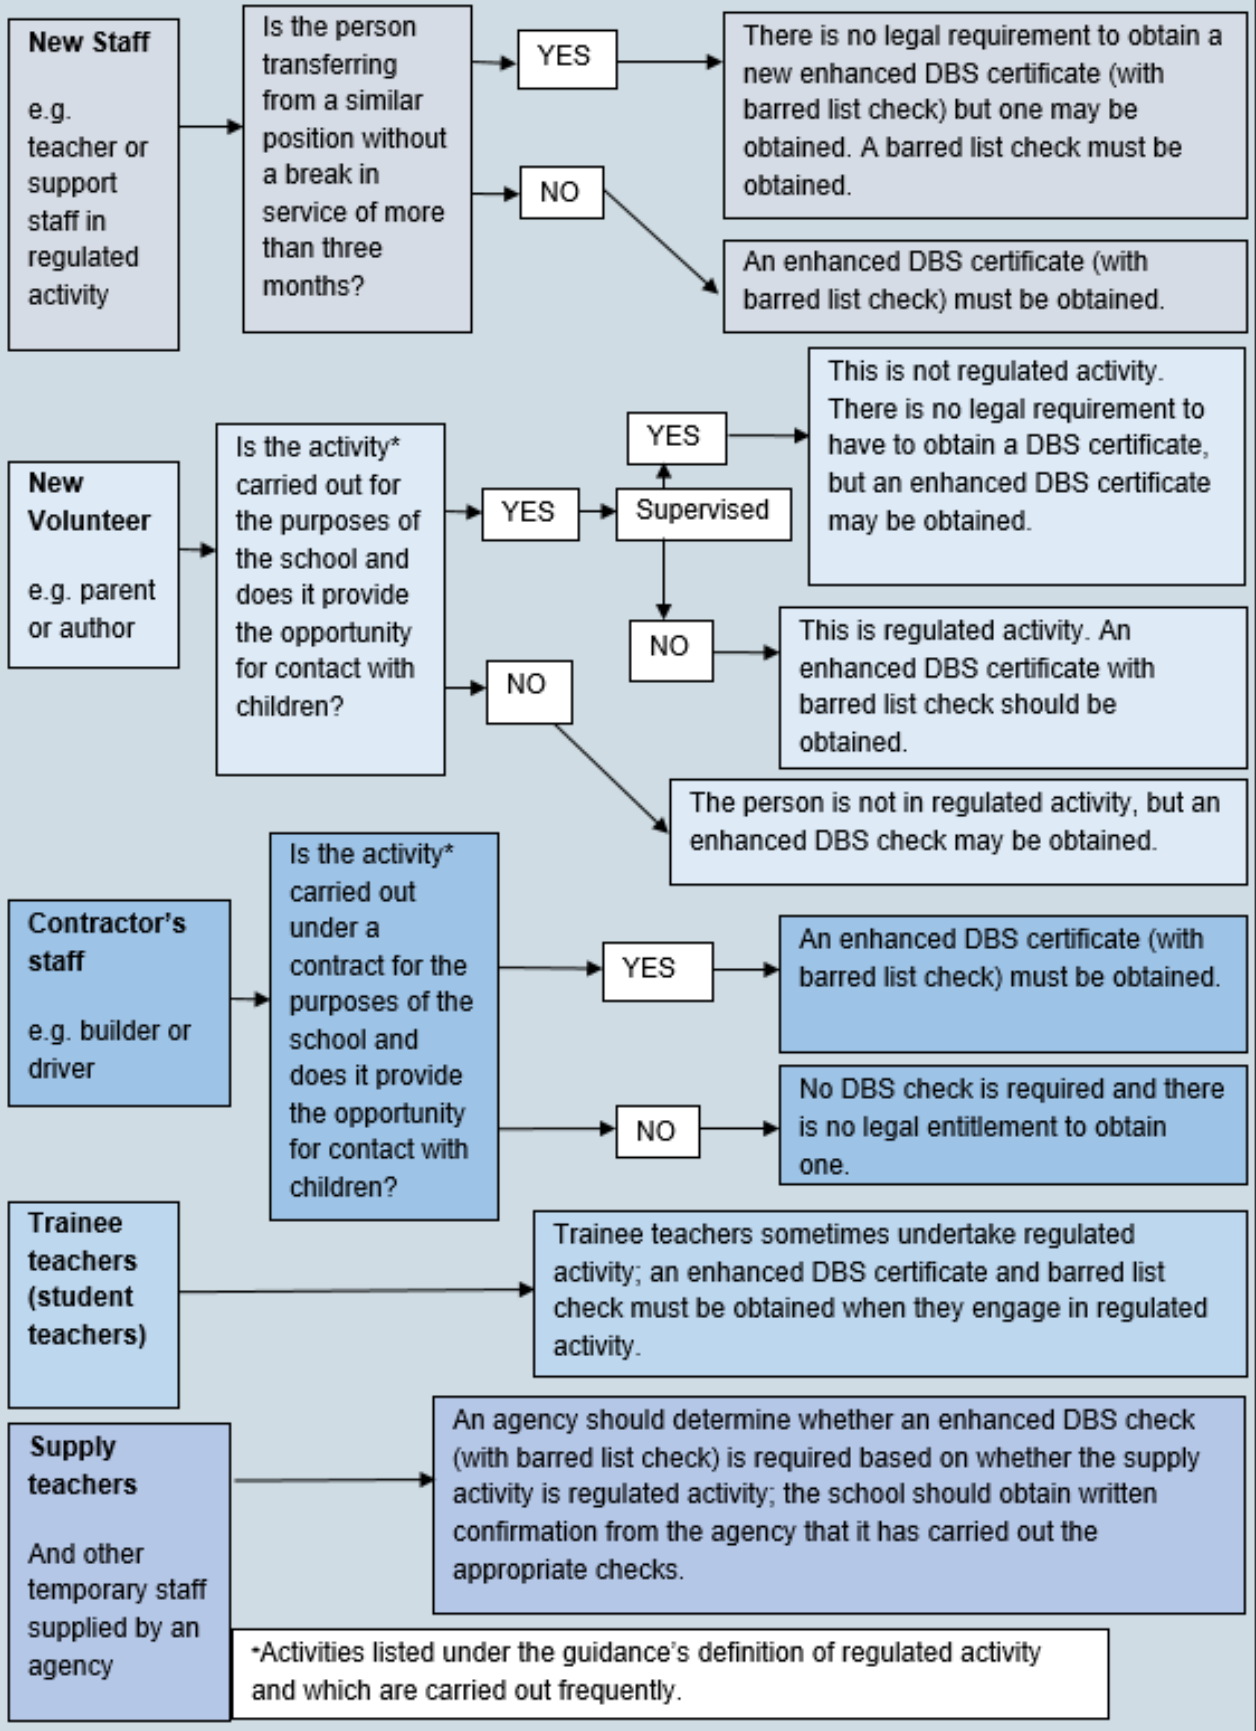 New Staff
e.g.
teacher or
support
staff in
regulated
activity
Is the person
transferring
from a similar
position without
a break in
service of more
than three
months?
YES
There is no legal requirement to obtain a
new enhanced DBS certificate (with
barred list check) but one may be
obtained. A barred list check must be
obtained.
NO
An enhanced DBS certificate (with
barred list check) must be obtained.
New
Volunteer
e.g. parent
or author
Is the activity*
carried out for
the purposes of
the school and
does it provide
the opportunity
for contact with
children?
YES
Supervised
YES
This is not regulated activity.
There is no legal requirement to
have to obtain a DBS certificate,
but an enhanced DBS certificate
may be obtained.
NO
This is regulated activity. An
enhanced DBS certificate with
barred list check should be
obtained.
NO
The person is not in regulated activity, but an
enhanced DBS check may be obtained.
Contractor's
staff
e.g. builder or
driver
Is the activity*
carried out
under a
contract for the
purposes of the
school and
does it provide
the opportunity
for contact with
children?
YES
An enhanced DBS certificate (with
barred list check) must be obtained.
NO
No DBS check is required and there
is no legal entitlement to obtain
one.
Trainee
teachers
(student
teachers)
Trainee teachers sometimes undertake regulated
activity; an enhanced DBS certificate and barred list
check must be obtained when they engage in regulated
activity.
Supply
teachers
And other
temporary staff
supplied by an
agency
An agency should determine whether an enhanced DBS check
(with barred list check) is required based on whether the supply
activity is regulated activity; the school should obtain written
confirmation from the agency that it has carried out the
appropriate checks.
*Activities listed under the guidance's definition of regulated activity
and which are carried out frequently.